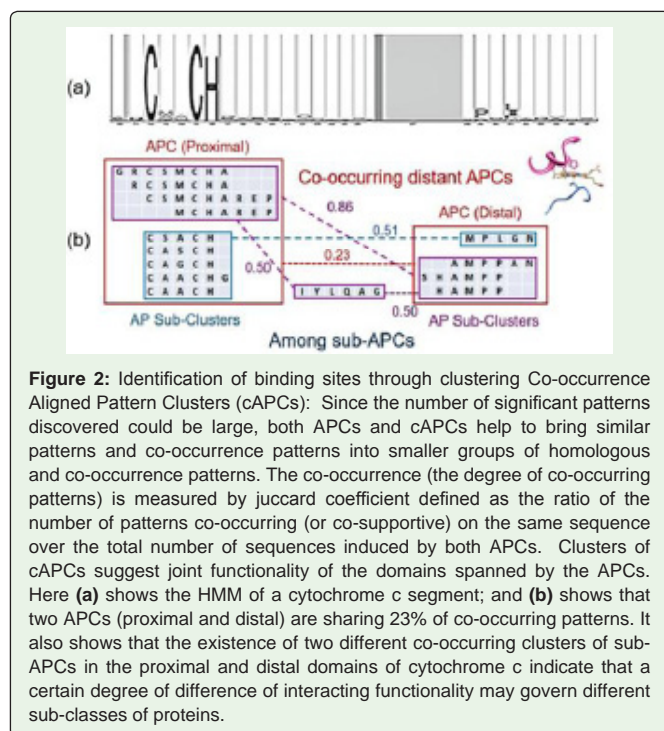 (a)
C CH
P
APC (Proximal)
G R C S M C H A
R C S M C H A
C S M C H A R E P
M C H A R E P
Co-occurring distant APCs
0.86
APC (Distal)
(b)
C S A C H
C A S C H
C A G C H
C A A C H G
C A A C H
0.51
M P L G N
0.23
A M P P A N
S H A M P P
H A M P P
0.50
I Y L Q A G
0.50
AP Sub-Clusters
AP Sub-Clusters
Among sub-APCs
Figure 2: Identification of binding sites through clustering Co-occurrence
Aligned Pattern Clusters (cAPCs): Since the number of significant patterns
discovered could be large, both APCs and cAPCs help to bring similar
patterns and co-occurrence patterns into smaller groups of homologous
and co-occurrence patterns. The co-occurrence (the degree of co-occurring
patterns) is measured by juccard coefficient defined as the ratio of the
number of patterns co-occurring (or co-supportive) on the same sequence
over the total number of sequences induced by both APCs. Clusters of
cAPCs suggest joint functionality of the domains spanned by the APCs.
Here (a) shows the HMM of a cytochrome c segment; and (b) shows that
two APCs (proximal and distal) are sharing 23% of co-occurring patterns. It
also shows that the existence of two different co-occurring clusters of sub-
APCs in the proximal and distal domains of cytochrome c indicate that a
certain degree of difference of interacting functionality may govern different
sub-classes of proteins.